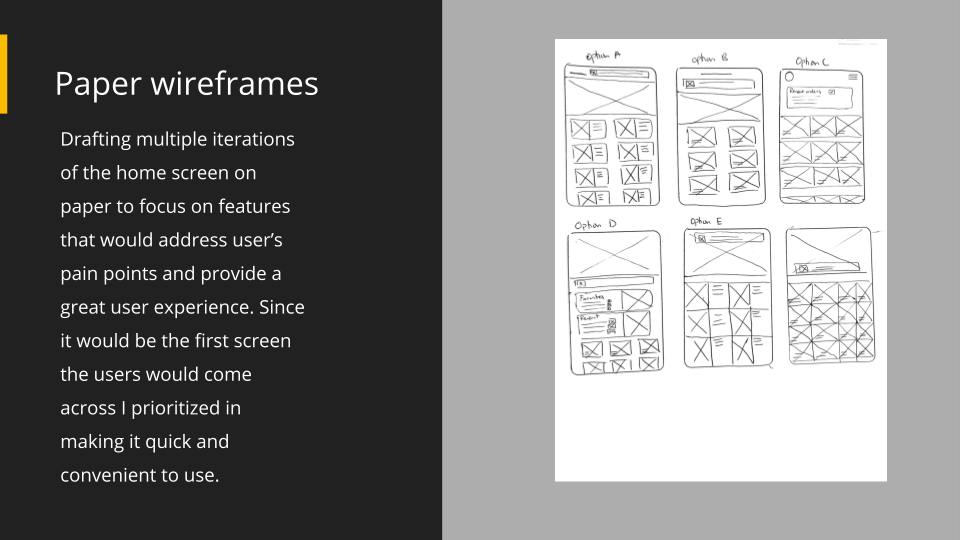 Paper wireframes
Drafting multiple iterations
of the home screen on
paper to focus on features
that would address user’s
pain points and provide a
great user experience. Since
it would be the first screen
the users would come
across I prioritized in
making it quick and
convenient to use.
Option A
Option B
Option C
Recent orders
Option D
Option E
Favorites
Recent